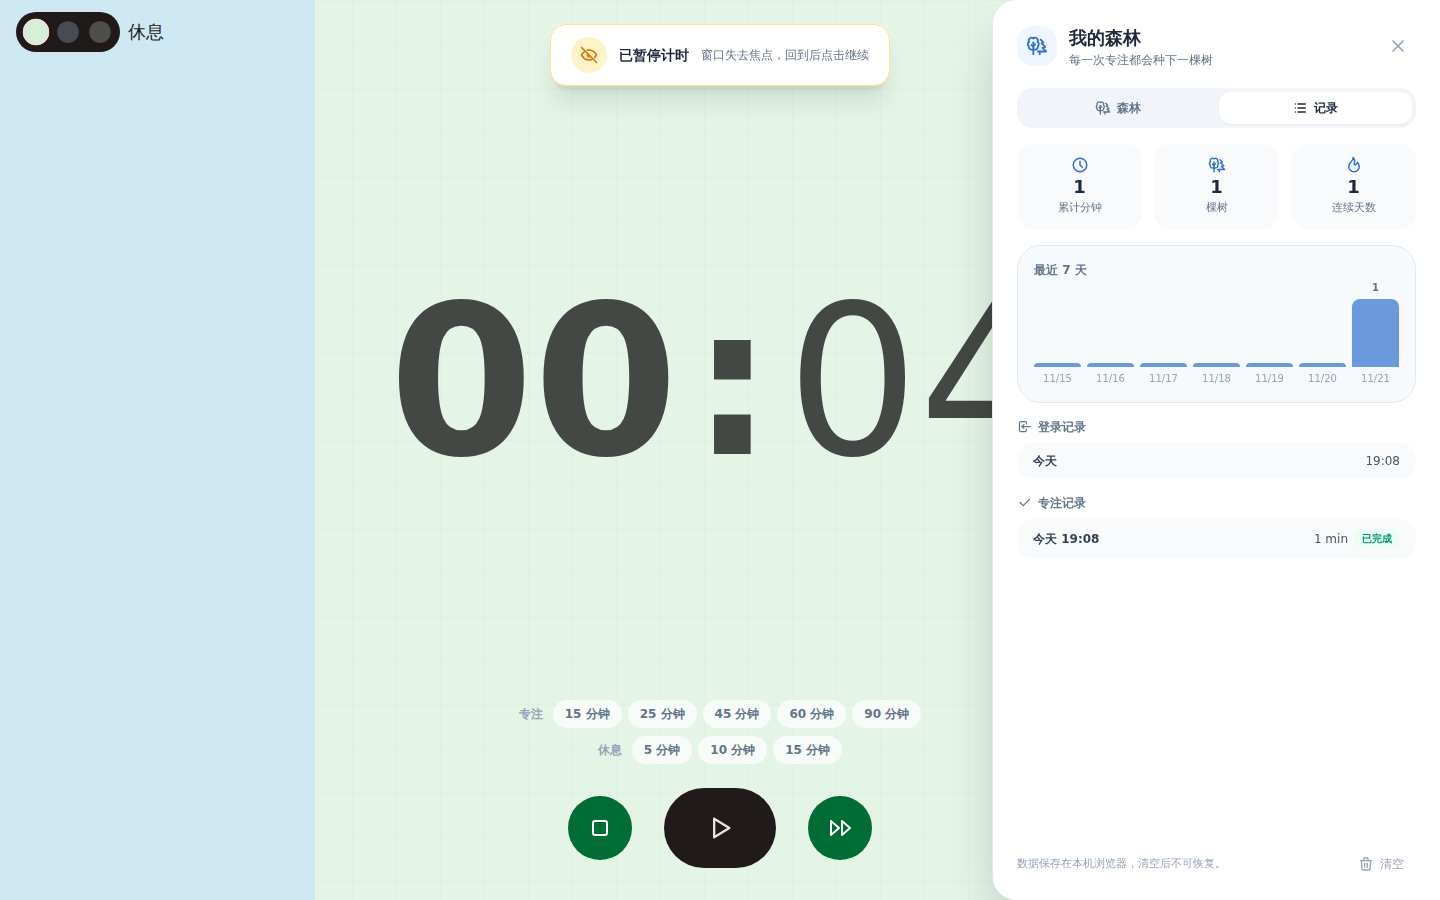 休息
已暂停计时 窗口失去焦点，回到后点击继续
00:04
专注 15 分钟 25 分钟 45 分钟 60 分钟 90 分钟
休息 5 分钟 10 分钟 15 分钟
我的森林
每一次专注都会种下一棵树
森林 记录
1 1 1
累计分钟 棵树 连续天数
最近 7 天
1
11/15 11/16 11/17 11/18 11/19 11/20 11/21
登录记录
今天 19:08
专注记录
今天 19:08 1 min 已完成
数据保存在本机浏览器，清空后不可恢复。 清空